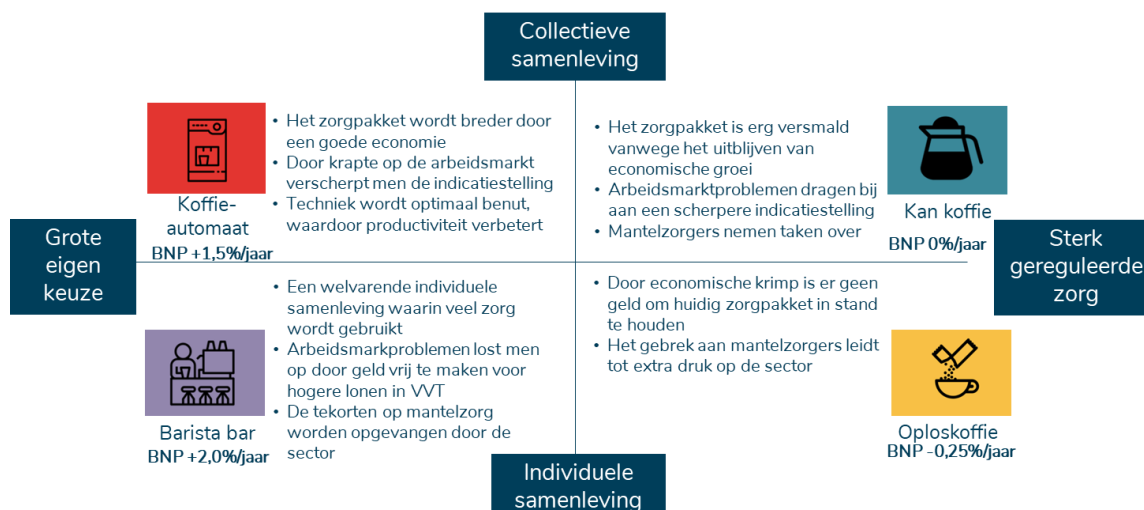 Collectieve
samenleving
• Het zorgpakket wordt breder door
een goede economie
• Door krapte op de arbeidsmarkt
verscherpt men de indicatiestelling
• Techniek wordt optimaal benut,
waardoor productiviteit verbetert
Koffie-
automaat
BNP +1,5%/jaar
• Het zorgpakket is erg versmald
vanwege het uitblijven van
economische groei
• Arbeidsmarktproblemen dragen bij
aan een scherpere indicatiestelling
• Mantelzorgers nemen taken over
Kan koffie
BNP 0%/jaar
Grote
eigen
keuze
Sterk
gereguleerde
zorg
• Een welvarende individuele
samenleving waarin veel zorg
wordt gebruikt
• Arbeidsmarkproblemen lost men
op door geld vrij te maken voor
hogere lonen in VVT
• De tekorten op mantelzorg
worden opgevangen door de
sector
Barista bar
BNP +2,0%/jaar
• Door economische krimp is er geen
geld om huidig zorgpakket in stand
te houden
• Het gebrek aan mantelzorgers leidt
tot extra druk op de sector
Oploskoffie
BNP -0,25%/jaar
Individuele
samenleving